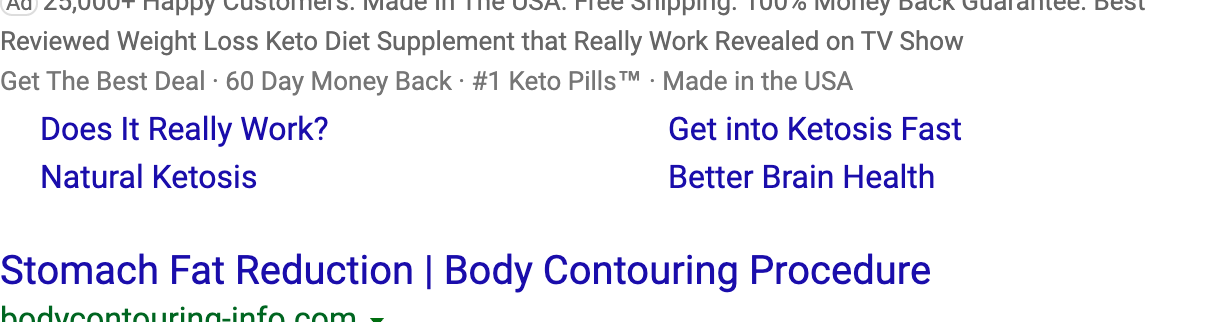 Ad 25,000+ Happy Customers. Made In The USA. Free Shipping. 100% Money Back Guarantee. Best
Reviewed Weight Loss Keto Diet Supplement that Really Work Revealed on TV Show
Get The Best Deal · 60 Day Money Back · #1 Keto Pills™ · Made in the USA
Does It Really Work? Get into Ketosis Fast
Natural Ketosis Better Brain Health
Stomach Fat Reduction | Body Contouring Procedure
bodycontouring-info.com